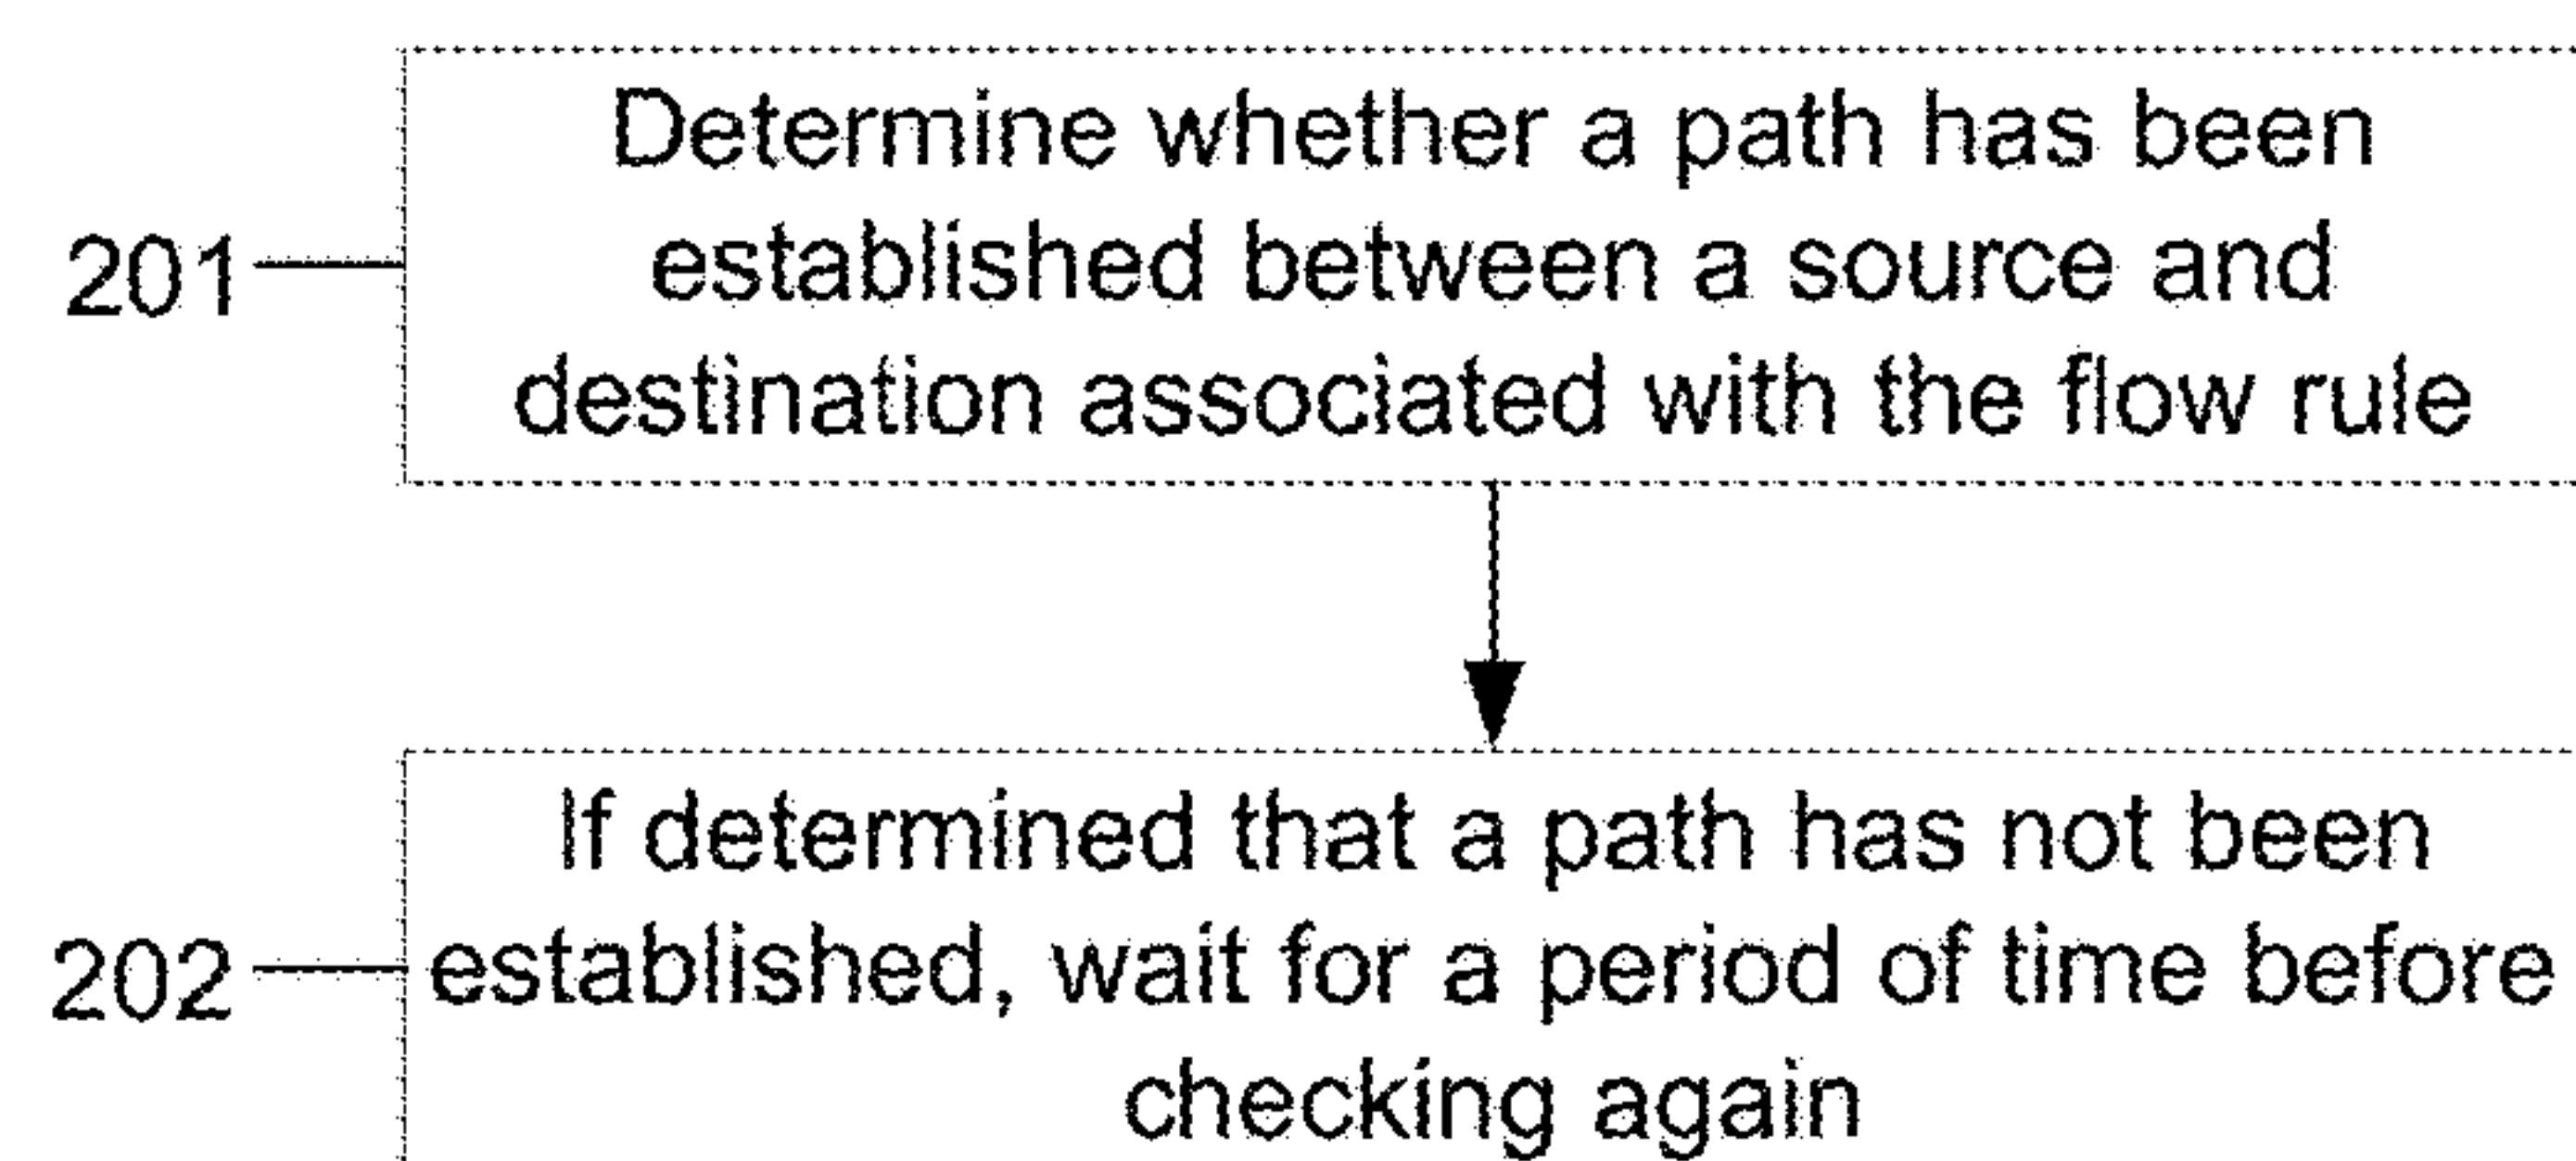 Determine whether a path has been
201 established between a source and
destination associated with the flow rule
If determined that a path has not been
202 established, wait for a period of time before
checking again